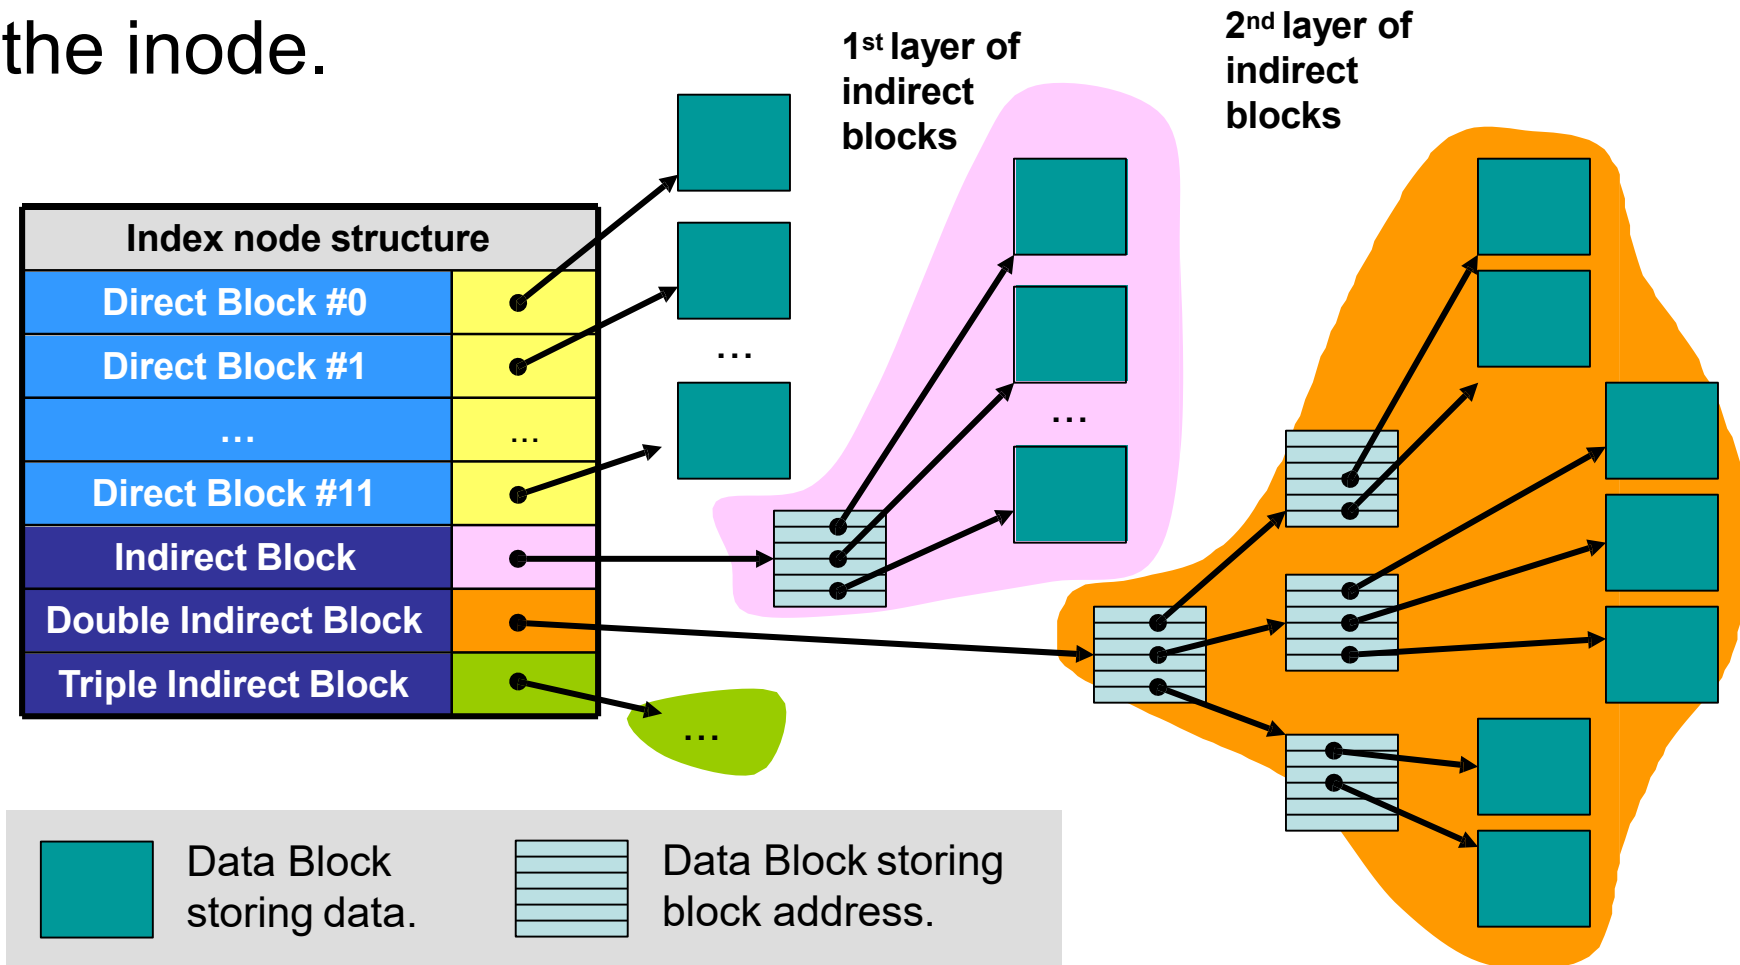 the inode.
1st layer of
indirect
blocks
2nd layer of
indirect
blocks
Index node structure
Direct Block #0
Direct Block #1
... ...
Direct Block #11
Indirect Block
Double Indirect Block
Triple Indirect Block
...
...
...
Data Block
storing data.
Data Block storing
block address.